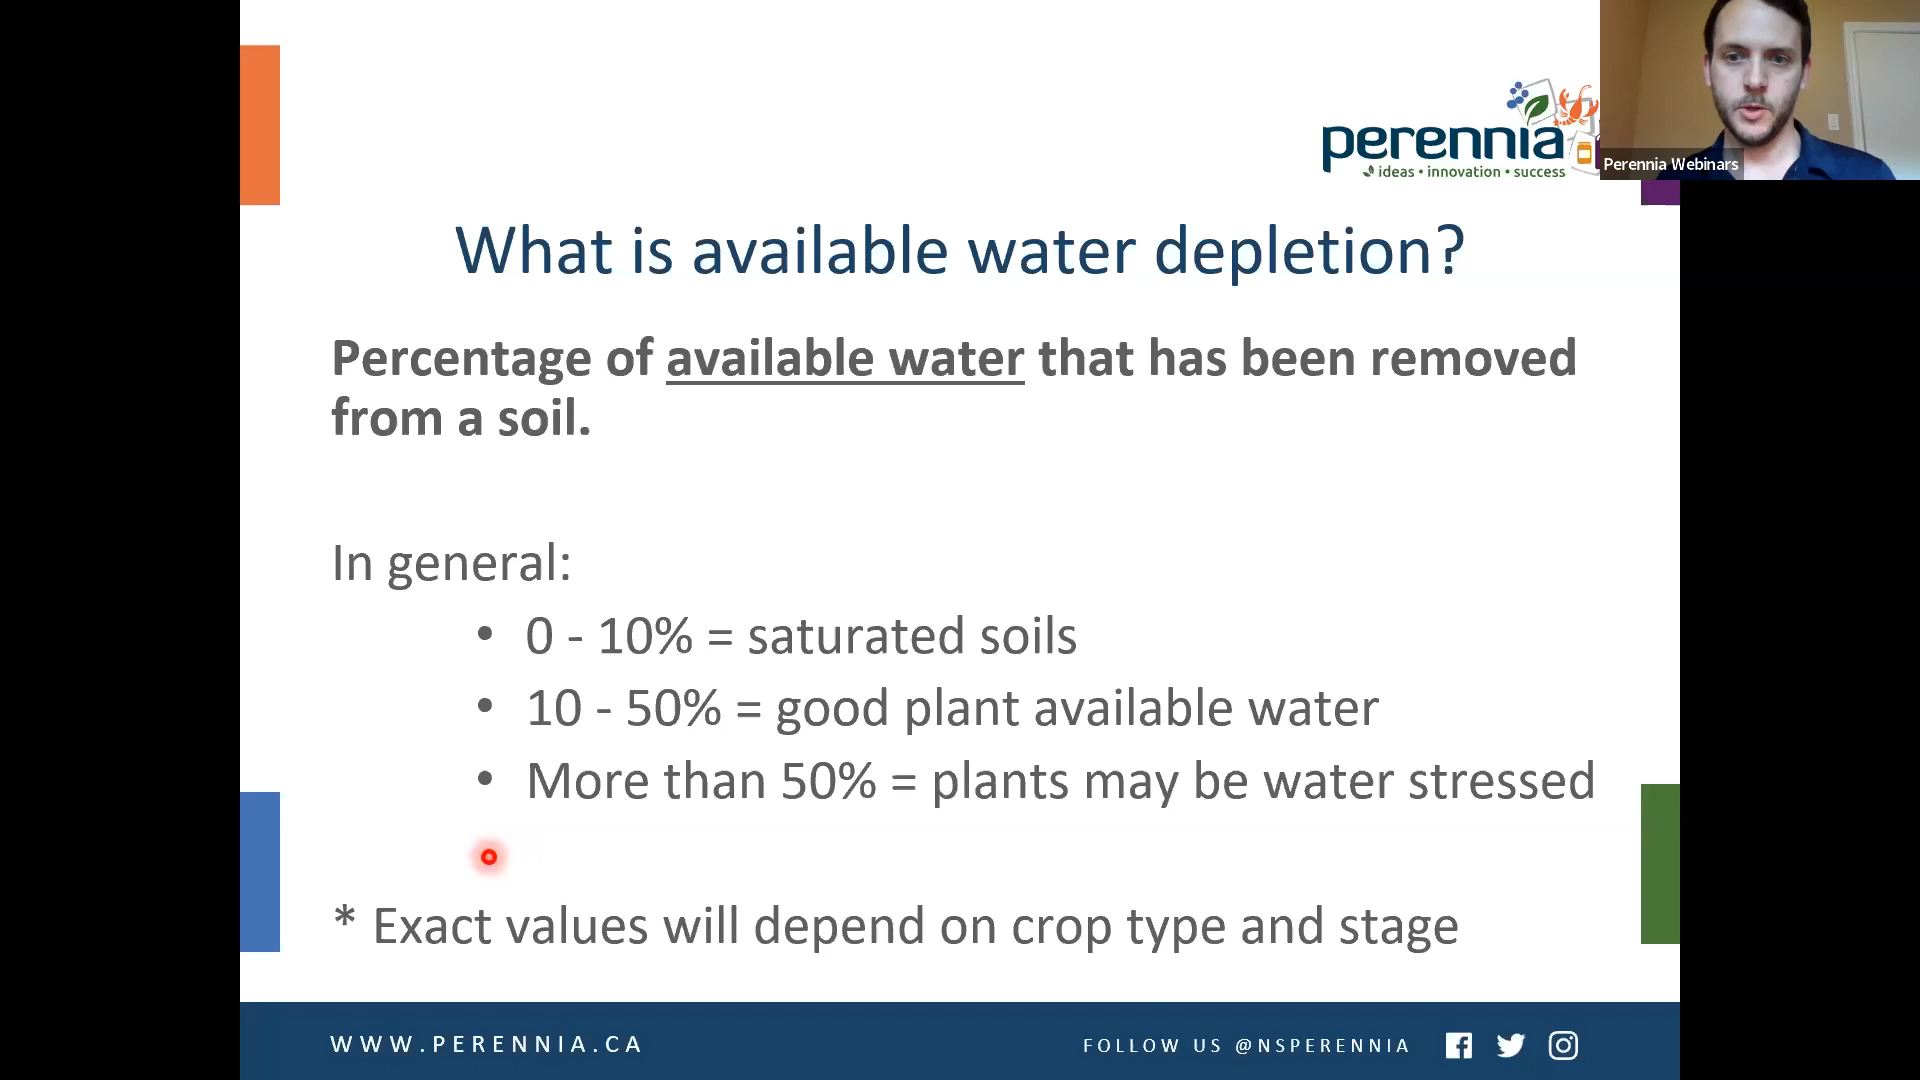 perennia
ideas • innovation • success
Perennia Webinars
What is available water depletion?
Percentage of available water that has been removed
from a soil.
In general:
• 0 - 10% = saturated soils
• 10 - 50% = good plant available water
• More than 50% = plants may be water stressed
* Exact values will depend on crop type and stage
WWW.PERENNIA.CA
FOLLOW US @NSPERENNIA